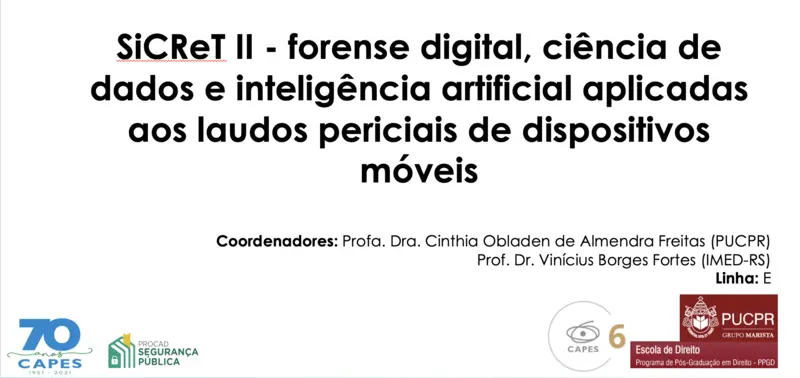 SiCReT II - forense digital, ciência de
dados e inteligência artificial aplicadas
aos laudos periciais de dispositivos
móveis
Coordenadores: Profa. Dra. Cinthia Obladen de Almendra Freitas (PUCPR)
Prof. Dr. Vinícius Borges Fortes (IMED-RS)
Linha: E
70
anos
CAPES
1951 - 2021
PROCAD
SEGURANÇA
PÚBLICA
CAPES
6
PUCPR
GRUPO MARISTA
Escola de Direito
Programa de Pós-Graduação em Direito - PPGD